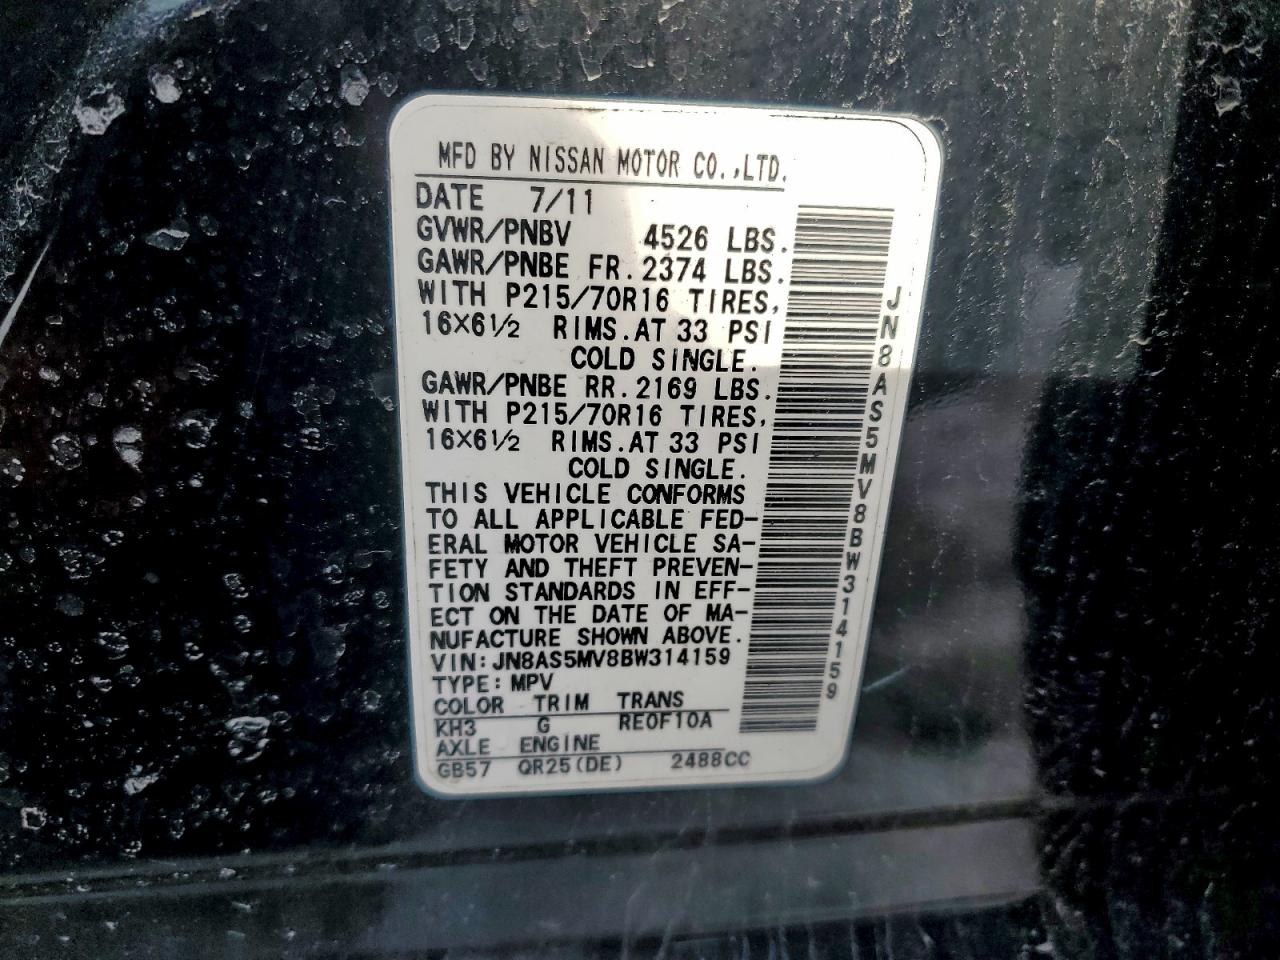 MFD BY NISSAN MOTOR CO.,LTD.
DATE 7/11
GVWR/PNBV 4526 LBS.
GAWR/PNBE FR.2374 LBS.
WITH P215/70R16 TIRES,
16×6½ RIMS.AT 33 PSI
COLD SINGLE.
GAWR/PNBE RR.2169 LBS.
WITH P215/70R16 TIRES,
16×6½ RIMS.AT 33 PSI
COLD SINGLE.
THIS VEHICLE CONFORMS
TO ALL APPLICABLE FED-
ERAL MOTOR VEHICLE SA-
FETY AND THEFT PREVEN-
TION STANDARDS IN EFF-
ECT ON THE DATE OF MA-
NUFACTURE SHOWN ABOVE.
VIN:JN8AS5MV8BW314159
TYPE:MPV
COLOR TRIM TRANS
KH3 G RE0F10A
AXLE ENGINE
GB57 QR25(DE) 2488CC
JN8AS5MV8BW314159